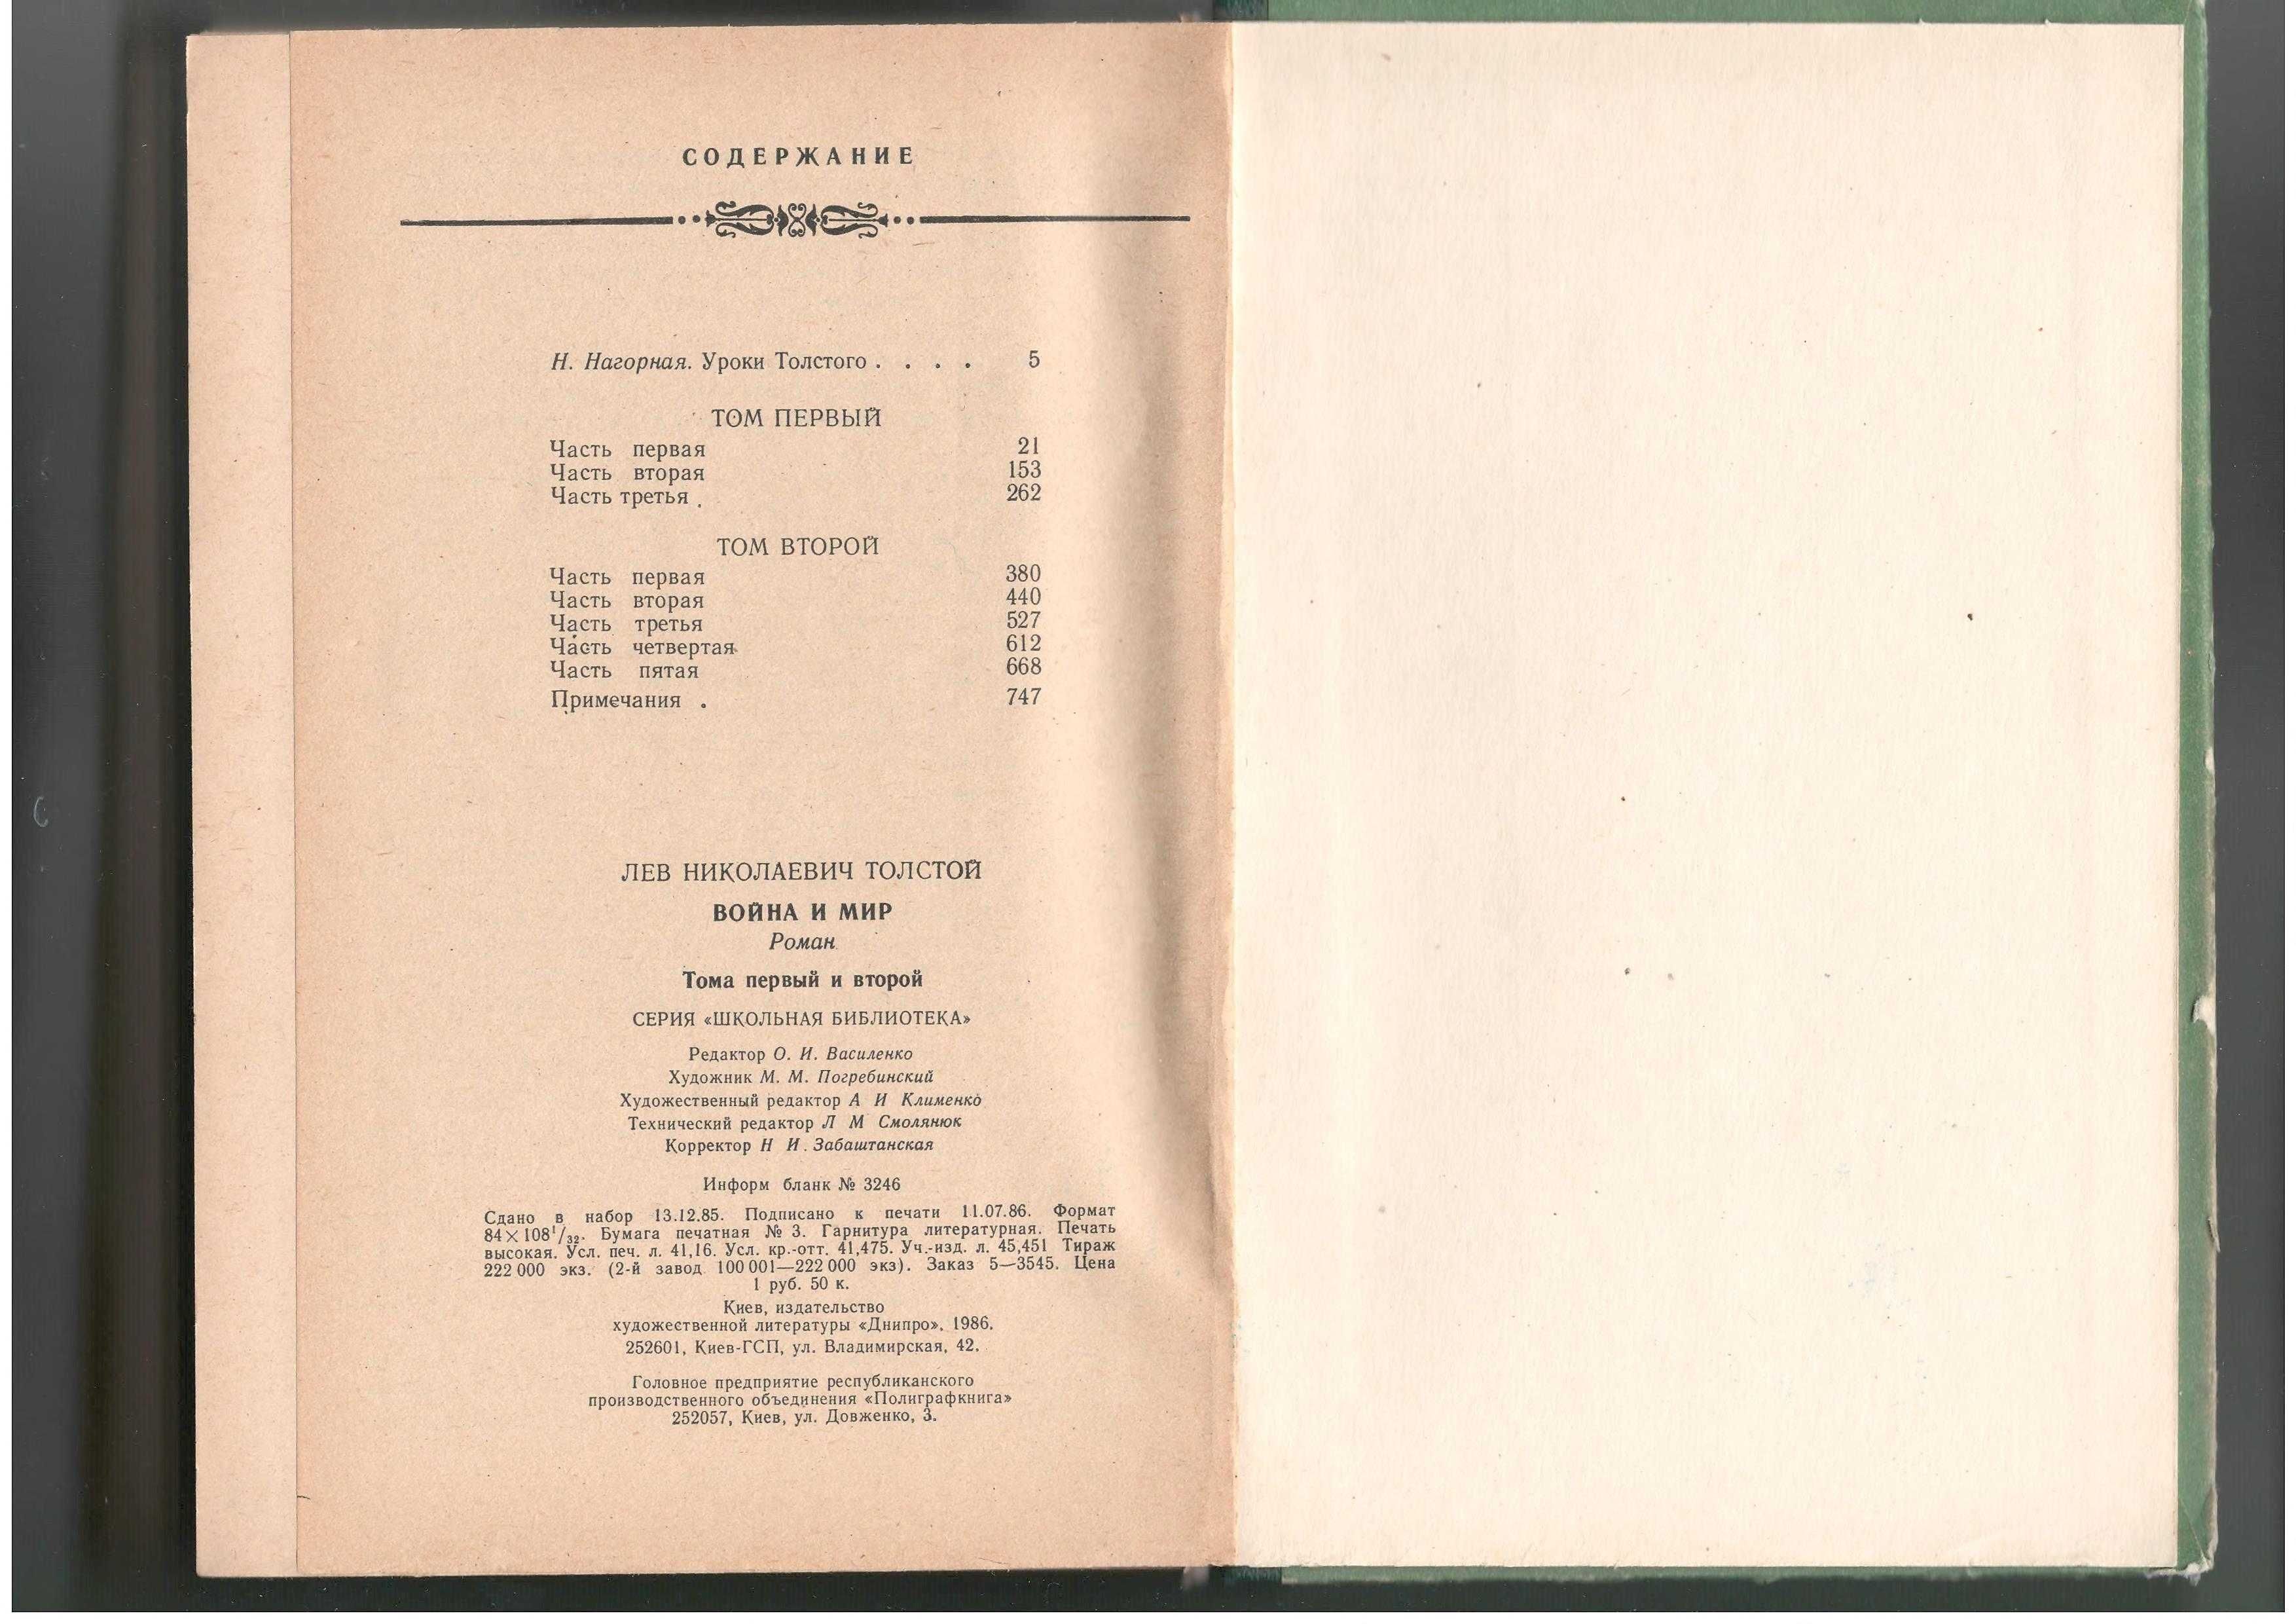 СОДЕРЖАНИЕ
Н. Нагорная. Уроки Толстого . . . . 5
ТОМ ПЕРВЫЙ
Часть первая 21
Часть вторая 153
Часть третья . 262
ТОМ ВТОРОЙ
Часть первая 380
Часть вторая 440
Часть третья 527
Часть четвертая 612
Часть пятая 668
Примечания . 747
ЛЕВ НИКОЛАЕВИЧ ТОЛСТОЙ
ВОЙНА И МИР
Роман
Тома первый и второй
СЕРИЯ «ШКОЛЬНАЯ БИБЛИОТЕКА»
Редактор О. И. Василенко
Художник М. М. Погребинский
Художественный редактор А И Клименко
Технический редактор Л М Смолянюк
Корректор Н И. Забаштанская
Информ бланк № 3246
Сдано в набор 13.12.85. Подписано к печати 11.07.86. Формат
84×108¹/₃₂. Бумага печатная № 3. Гарнитура литературная. Печать
высокая. Усл. печ. л. 41,16. Усл. кр.-отт. 41,475. Уч.-изд. л. 45,451 Тираж
222 000 экз. (2-й завод 100 001—222 000 экз). Заказ 5—3545. Цена
1 руб. 50 к.
Киев, издательство
художественной литературы «Днипро», 1986.
252601, Киев-ГСП, ул. Владимирская, 42.
Головное предприятие республиканского
производственного объединения «Полиграфкнига»
252057, Киев, ул. Довженко, 3.